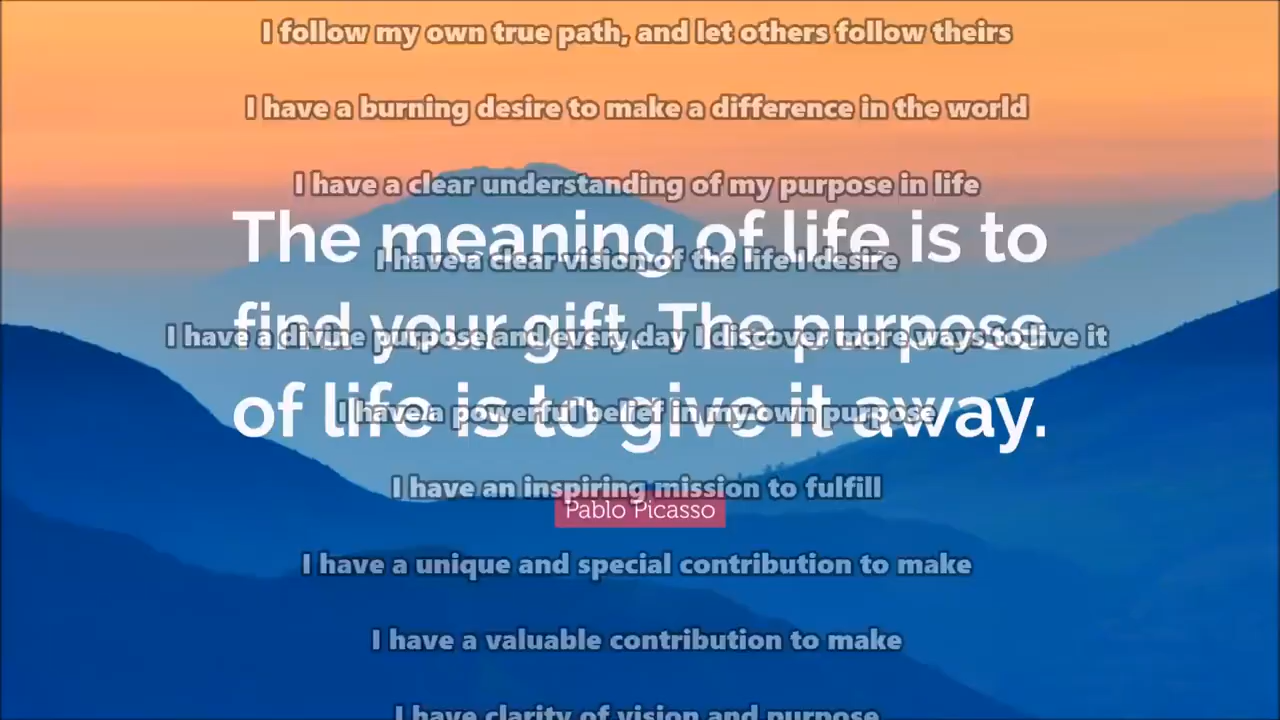 I follow my own true path, and let others follow theirs
I have a burning desire to make a difference in the world
I have a clear understanding of my purpose in life
The meaning of life is to
I have a clear vision of the life I desire
find your gift. The purpose
I have a divine purpose and every day I discover more ways to live it
of life is to give it away.
I have a powerful belief in my own purpose
I have an inspiring mission to fulfill
Pablo Picasso
I have a unique and special contribution to make
I have a valuable contribution to make
I have clarity of vision and purpose